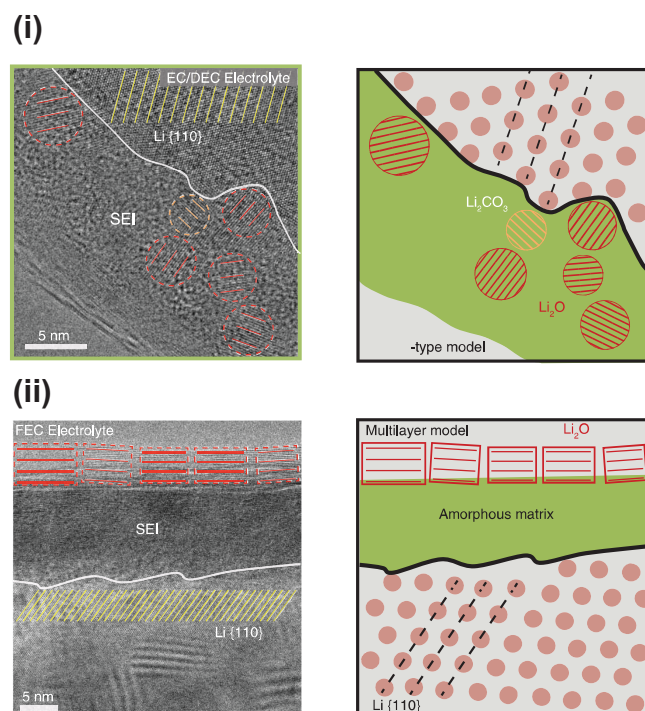 (i)
EC/DEC Electrolyte
Li {110}
SEI
5 nm
Li₂CO₃
Li₂O
-type model
(ii)
FEC Electrolyte
SEI
Li {110}
5 nm
Multilayer model
Li₂O
Amorphous matrix
Li {110}